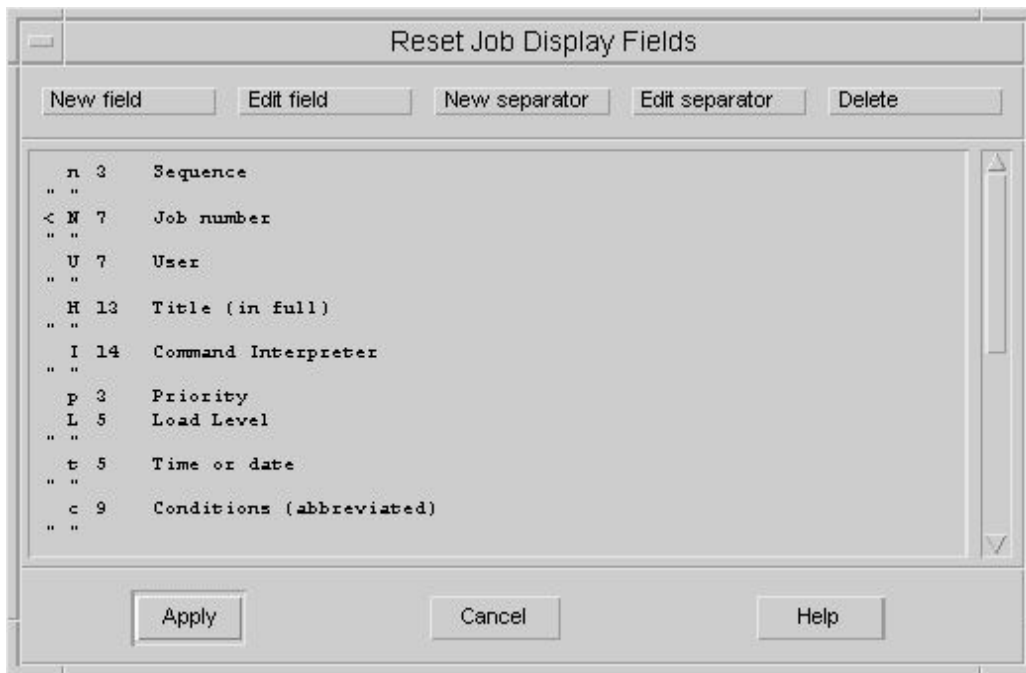 Reset Job Display Fields
New field Edit field New separator Edit separator Delete
n 3 Sequence
" "
< N 7 Job number
" "
U 7 User
" "
H 13 Title (in full)
" "
I 14 Command Interpreter
" "
p 3 Priority
L 5 Load Level
" "
t 5 Time or date
" "
c 9 Conditions (abbreviated)
" "
Apply Cancel Help